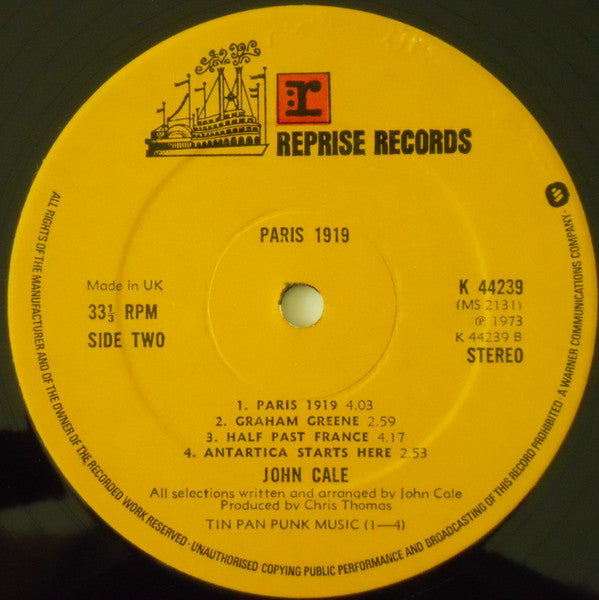 r
REPRISE RECORDS
PARIS 1919
Made in UK
33⅓ RPM
SIDE TWO
K 44239
(MS 2131)
℗ 1973
K 44239 B
STEREO
1. PARIS 1919 4.03
2. GRAHAM GREENE 2.59
3. HALF PAST FRANCE 4.17
4. ANTARTICA STARTS HERE 2.53
JOHN CALE
All selections written and arranged by John Cale
Produced by Chris Thomas
TIN PAN PUNK MUSIC (1—4)
ALL RIGHTS OF THE MANUFACTURER AND OF THE OWNER OF THE RECORDED WORK RESERVED · UNAUTHORISED COPYING PUBLIC PERFORMANCE AND BROADCASTING OF THIS RECORD PROHIBITED · A WARNER COMMUNICATIONS COMPANY ·